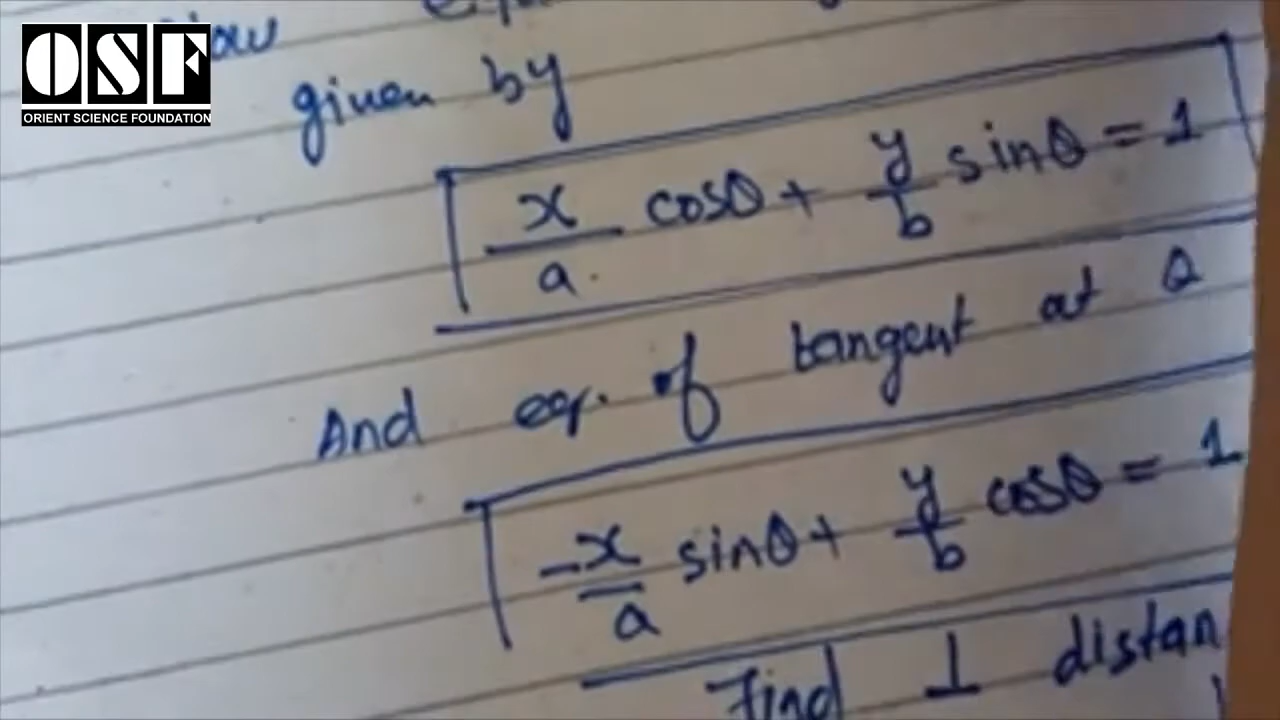 OSF
ORIENT SCIENCE FOUNDATION
given by
x/a cosθ + y/b sinθ = 1
And eq. of tangent at Q
-x/a sinθ + y/b cosθ = 1
Find ⊥ distan